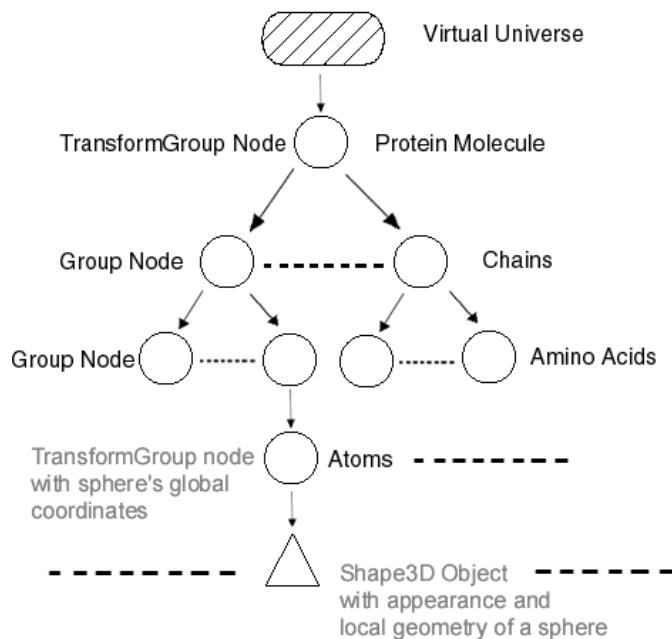 Virtual Universe
TransformGroup Node
Protein Molecule
Group Node
Chains
Group Node
Amino Acids
TransformGroup node
with sphere's global
coordinates
Atoms
Shape3D Object
with appearance and
local geometry of a sphere